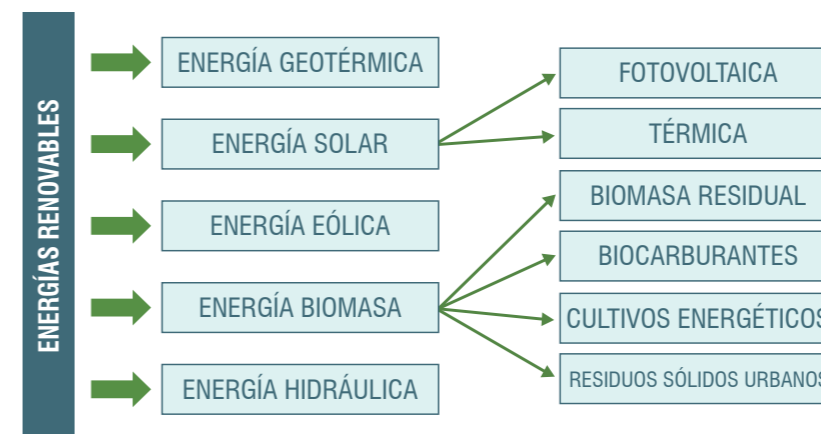 ENERGÍAS RENOVABLES
ENERGÍA GEOTÉRMICA
ENERGÍA SOLAR
ENERGÍA EÓLICA
ENERGÍA BIOMASA
ENERGÍA HIDRÁULICA
FOTOVOLTAICA
TÉRMICA
BIOMASA RESIDUAL
BIOCARBURANTES
CULTIVOS ENERGÉTICOS
RESIDUOS SÓLIDOS URBANOS